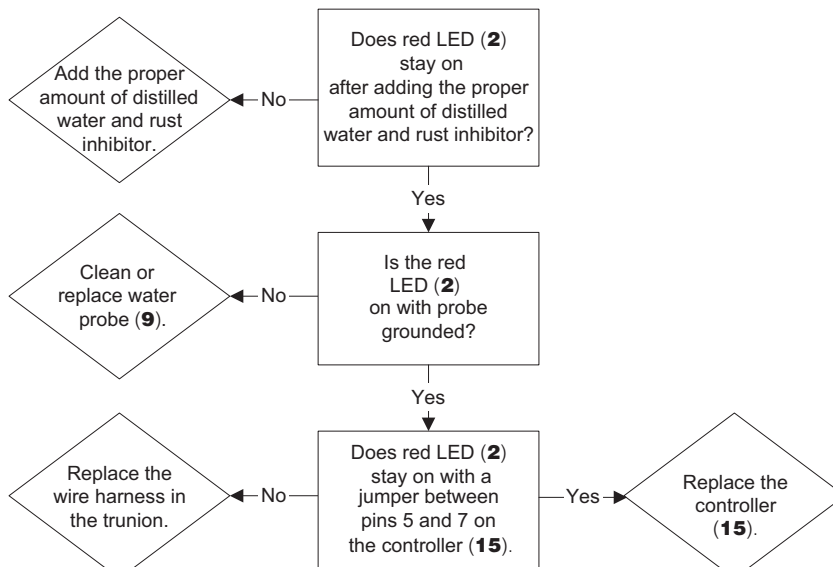 Does red LED (2)
stay on
after adding the proper
amount of distilled
water and rust inhibitor?
No
Add the proper
amount of distilled
water and rust
inhibitor.
Yes
Is the red
LED (2)
on with probe
grounded?
No
Clean or
replace water
probe (9).
Yes
Does red LED (2)
stay on with a
jumper between
pins 5 and 7 on
the controller (15).
No
Replace the
wire harness in
the trunion.
Yes
Replace the
controller
(15).